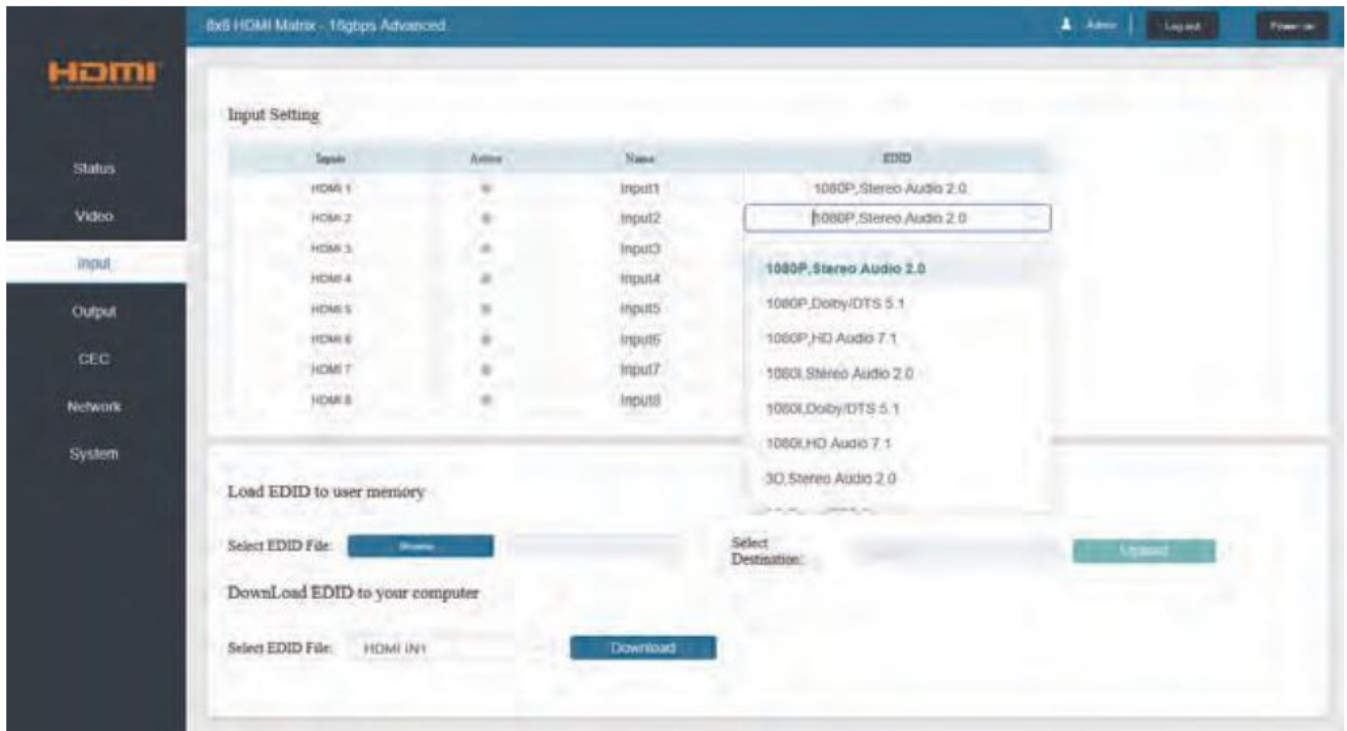 8x8 HDMI Matrix - 18gbps Advanced
Admin
Log out
HDMI
Status
Video
Input
Output
CEC
Network
System
Input Setting
Inputs Active Name EDID
HDMI 1 Input1 1080P,Stereo Audio 2.0
HDMI 2 Input2 1080P,Stereo Audio 2.0
HDMI 3 Input3
HDMI 4 Input4
HDMI 5 Input5
HDMI 6 Input6
HDMI 7 Input7
HDMI 8 Input8
1080P,Stereo Audio 2.0
1080P,Dolby/DTS 5.1
1080P,HD Audio 7.1
1080I,Stereo Audio 2.0
1080I,Dolby/DTS 5.1
1080I,HD Audio 7.1
3D,Stereo Audio 2.0
Load EDID to user memory
Select EDID File: Browse
Select
Destination:
Upload
DownLoad EDID to your computer
Select EDID File: HDMI IN1 Download